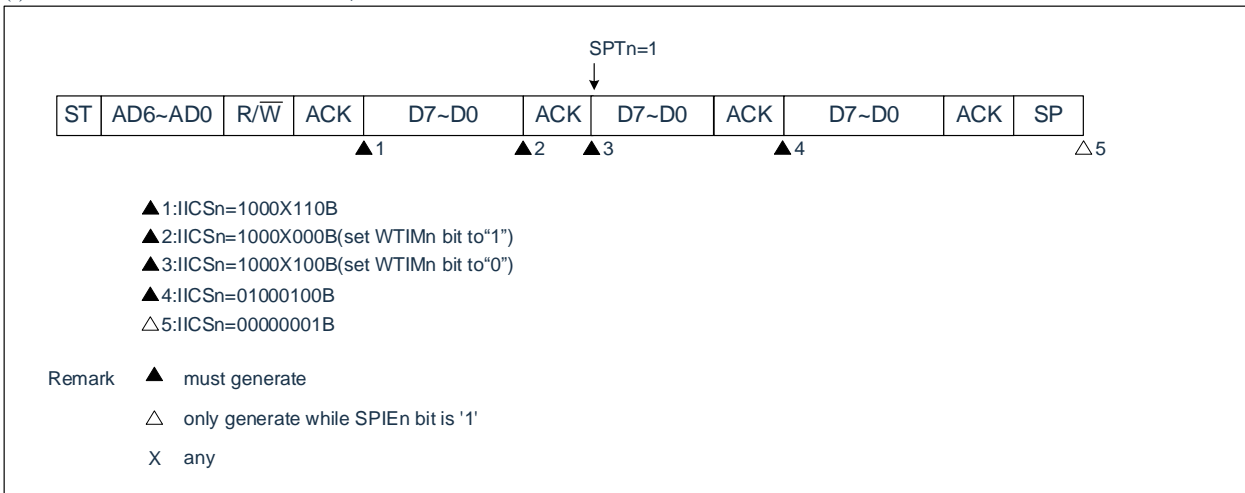 SPTn=1
ST AD6~AD0 R/W̅ ACK D7~D0 ACK D7~D0 ACK D7~D0 ACK SP
▲1 ▲2 ▲3 ▲4 △5
▲1:IICSn=1000X110B
▲2:IICSn=1000X000B(set WTIMn bit to“1”)
▲3:IICSn=1000X100B(set WTIMn bit to“0”)
▲4:IICSn=01000100B
△5:IICSn=00000001B
Remark ▲ must generate
△ only generate while SPIEn bit is '1'
X any